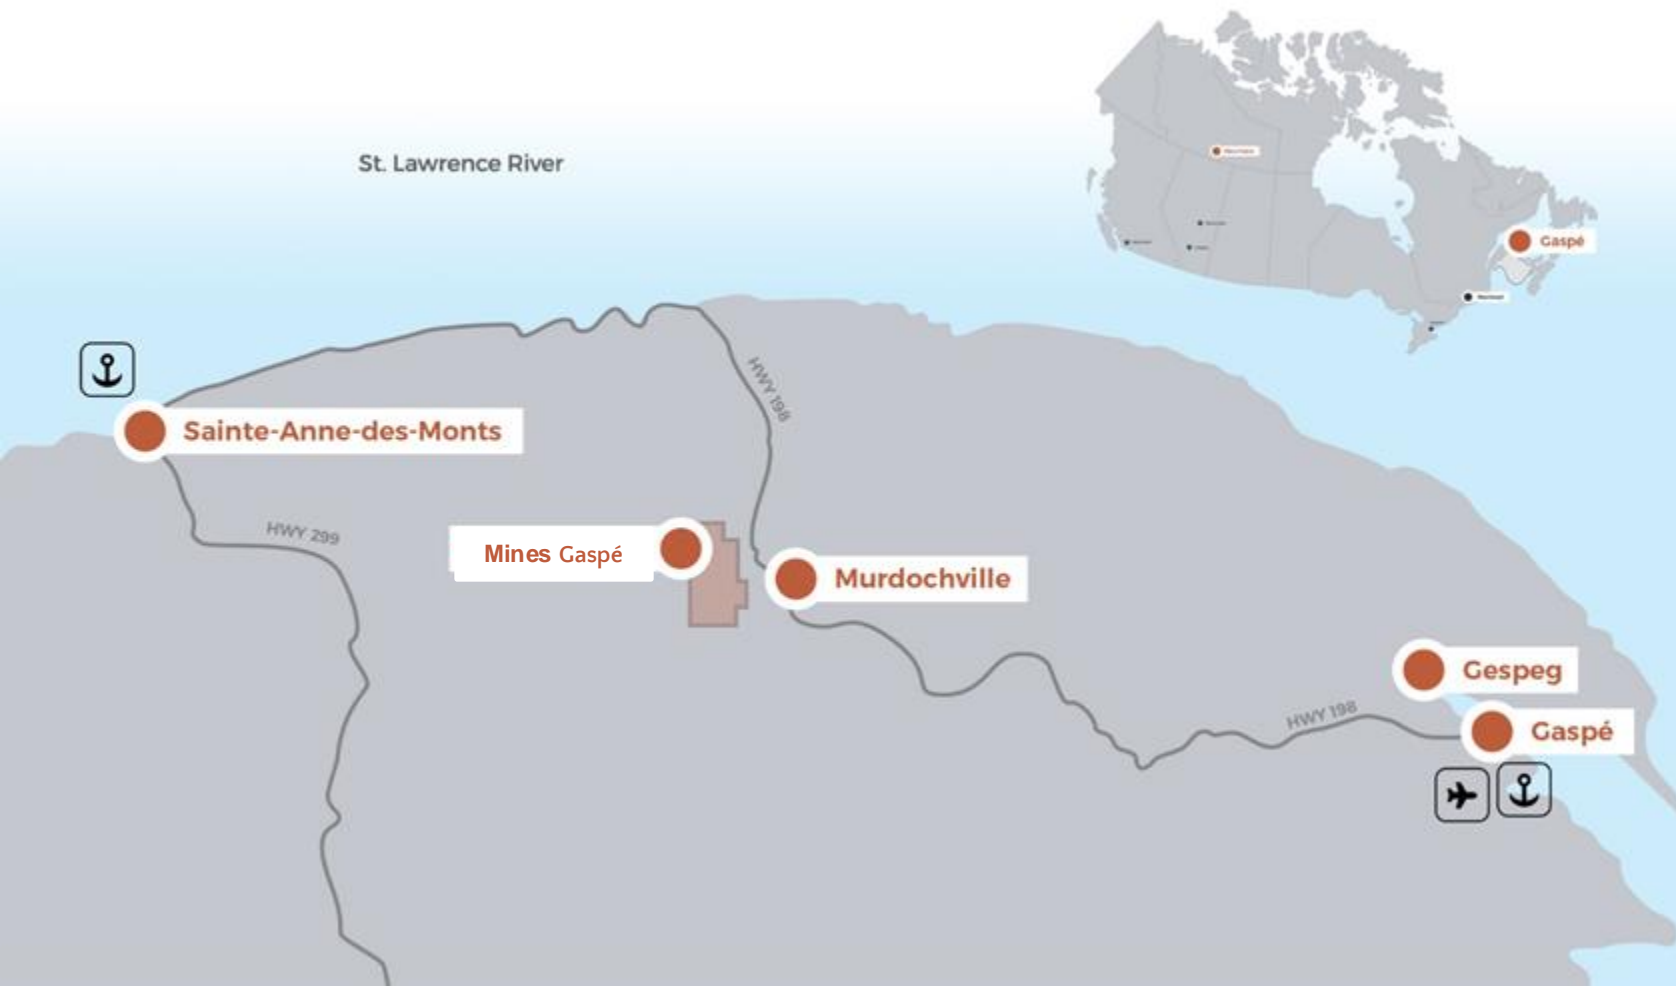 St. Lawrence River
Gaspé
HWY 198
Sainte-Anne-des-Monts
HWY 299
Mines Gaspé
Murdochville
Gespeg
HWY 198
Gaspé